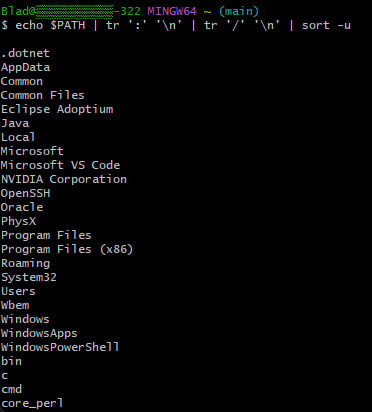 Blad@▒▒▒▒▒▒▒▒▒▒▒-322 MINGW64 ~ (main)
$ echo $PATH | tr ':' '\n' | tr '/' '\n' | sort -u
.dotnet
AppData
Common
Common Files
Eclipse Adoptium
Java
Local
Microsoft
Microsoft VS Code
NVIDIA Corporation
OpenSSH
Oracle
PhysX
Program Files
Program Files (x86)
Roaming
System32
Users
Wbem
Windows
WindowsApps
WindowsPowerShell
bin
c
cmd
core_perl